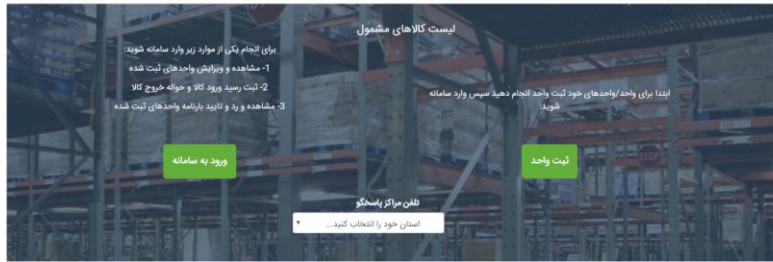 لیست کالاهای مشمول
ابتدا برای واحد/واحدهای خود ثبت واحد انجام دهید سپس وارد سامانه
شوید:
ثبت واحد
برای انجام یکی از موارد زیر وارد سامانه شوید:
1- مشاهده و ویرایش واحدهای ثبت شده
2- ثبت رسید ورود کالا و حواله خروج کالا
3- مشاهده و رد و تایید بارنامه واحدهای ثبت شده
ورود به سامانه
تلفن مراکز پاسخگو
استان خود را انتخاب کنید...
STOP